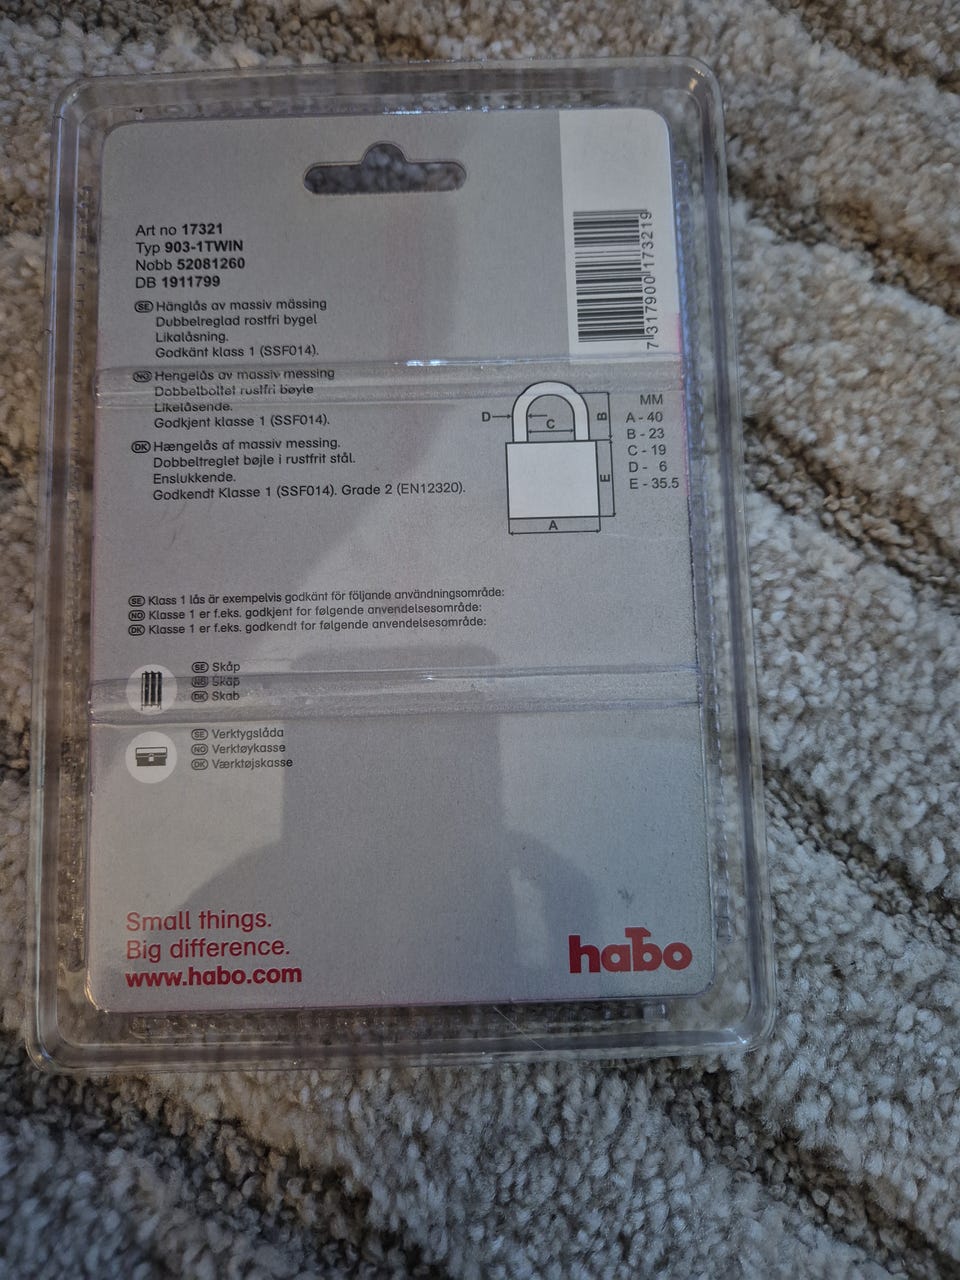 Art no 17321
Typ 903-1TWIN
Nobb 52081260
DB 1911799
SE Hänglås av massiv mässing
Dubbelreglad rostfri bygel
Likalåsning.
Godkänt klass 1 (SSF014).
NO Hengelås av massiv messing
Dobbelboltet rustfri bøyle
Likelåsende.
Godkjent klasse 1 (SSF014).
DK Hængelås af massiv messing.
Dobbeltreglet bøjle i rustfrit stål.
Enslukkende.
Godkendt Klasse 1 (SSF014). Grade 2 (EN12320).
7 317900 173219
D
C
B
E
A
MM
A - 40
B - 23
C - 19
D - 6
E - 35.5
SE Klass 1 lås är exempelvis godkänt för följande användningsområde:
NO Klasse 1 er f.eks. godkjent for følgende anvendelsesområde:
DK Klasse 1 er f.eks. godkendt for følgende anvendelsesområde:
SE Skåp
NO Skap
DK Skab
SE Verktygslåda
NO Verktøykasse
DK Værktøjskasse
Small things.
Big difference.
www.habo.com
habo